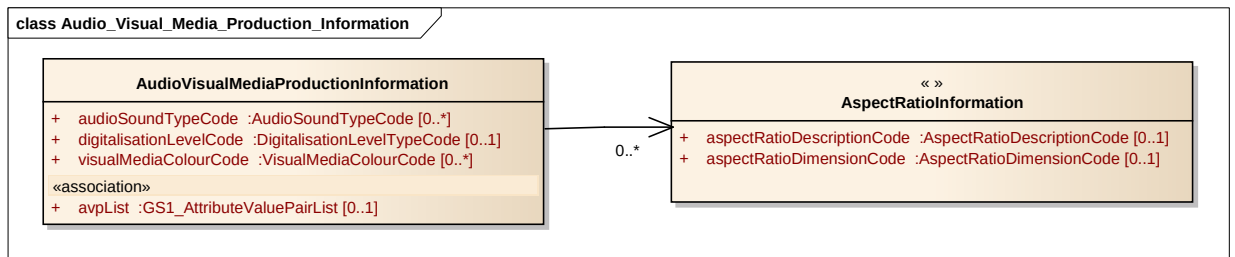 class Audio_Visual_Media_Production_Information
AudioVisualMediaProductionInformation
+ audioSoundTypeCode :AudioSoundTypeCode [0..*]
+ digitalisationLevelCode :DigitalisationLevelTypeCode [0..1]
+ visualMediaColourCode :VisualMediaColourCode [0..*]
«association»
+ avpList :GS1_AttributeValuePairList [0..1]
0..*
« »
AspectRatioInformation
+ aspectRatioDescriptionCode :AspectRatioDescriptionCode [0..1]
+ aspectRatioDimensionCode :AspectRatioDimensionCode [0..1]